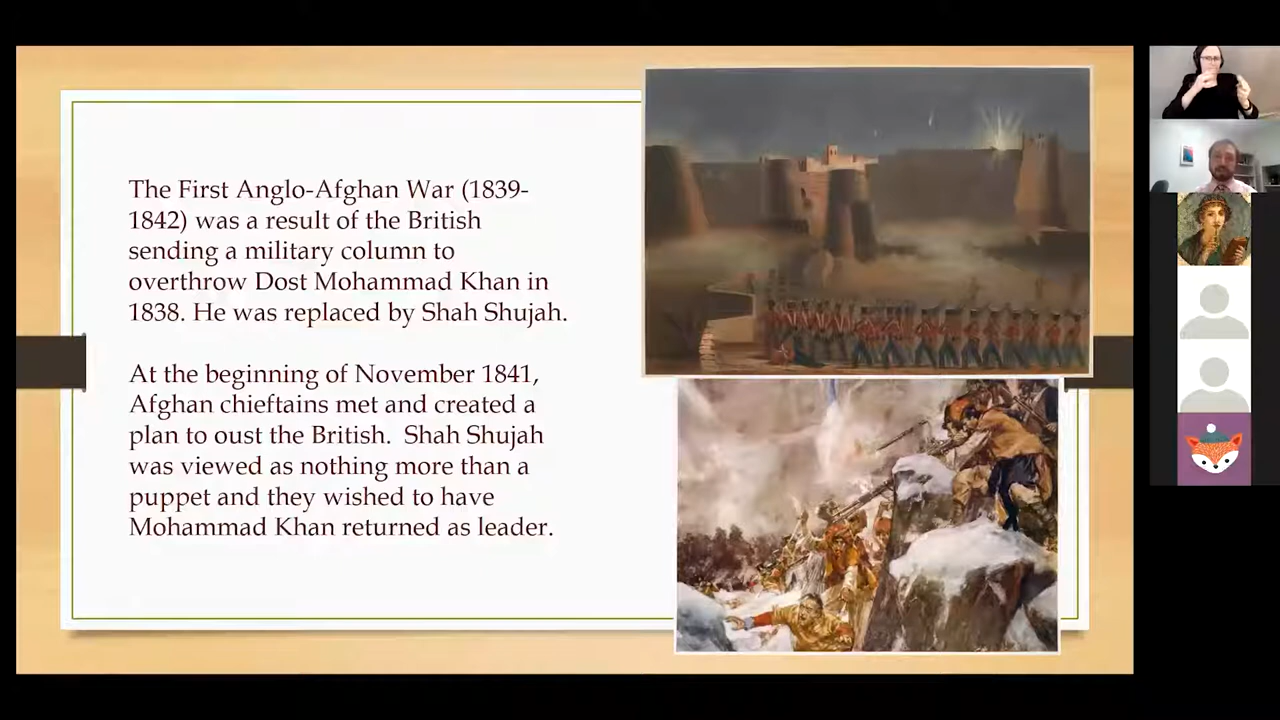 The First Anglo-Afghan War (1839-
1842) was a result of the British
sending a military column to
overthrow Dost Mohammad Khan in
1838. He was replaced by Shah Shujah.
At the beginning of November 1841,
Afghan chieftains met and created a
plan to oust the British.  Shah Shujah
was viewed as nothing more than a
puppet and they wished to have
Mohammad Khan returned as leader.